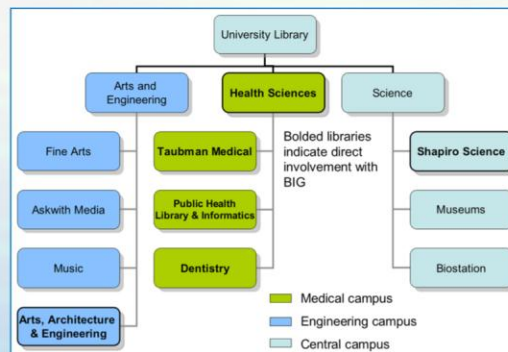 University Library
Arts and
Engineering
Health Sciences
Science
Fine Arts
Taubman Medical
Bolded libraries
indicate direct
involvement with
BIG
Shapiro Science
Askwith Media
Public Health
Library & Informatics
Museums
Music
Dentistry
Biostation
Arts, Architecture
& Engineering
Medical campus
Engineering campus
Central campus